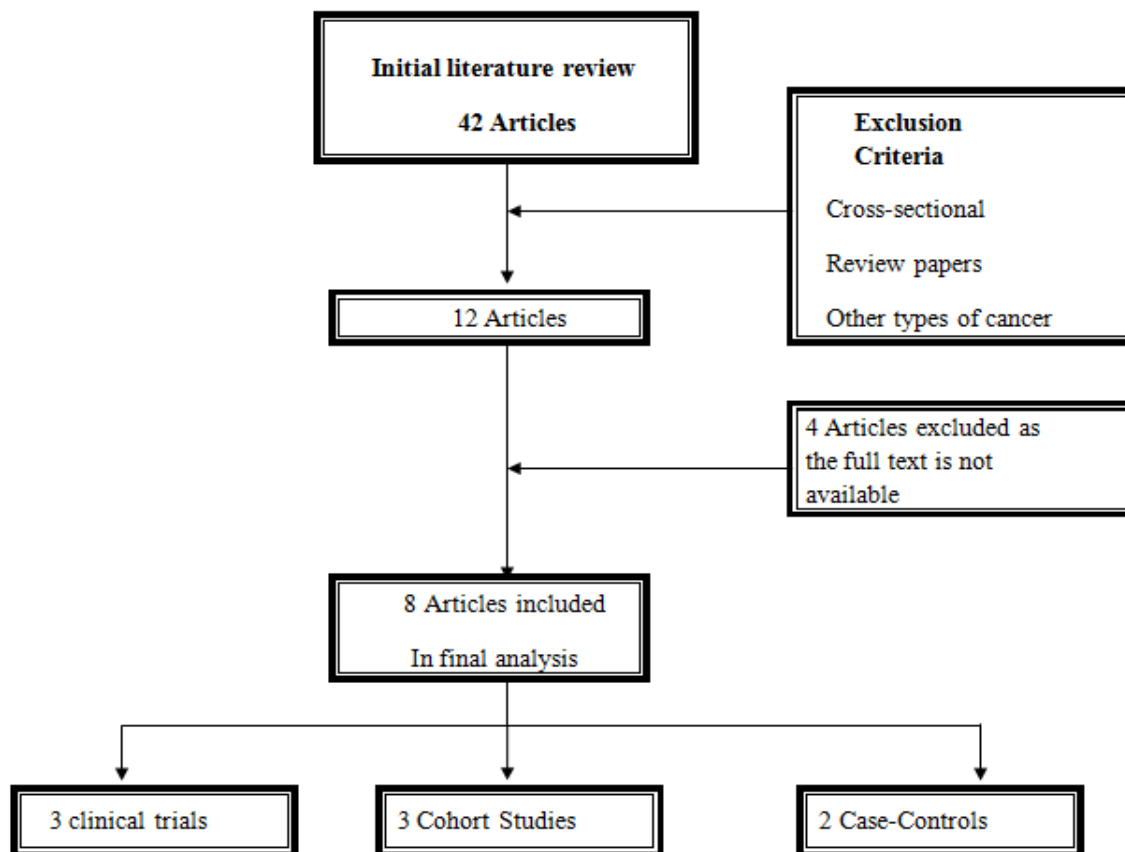 Initial literature review
42 Articles
Exclusion
Criteria
Cross-sectional
Review papers
Other types of cancer
12 Articles
4 Articles excluded as
the full text is not
available
8 Articles included
In final analysis
3 clinical trials
3 Cohort Studies
2 Case-Controls